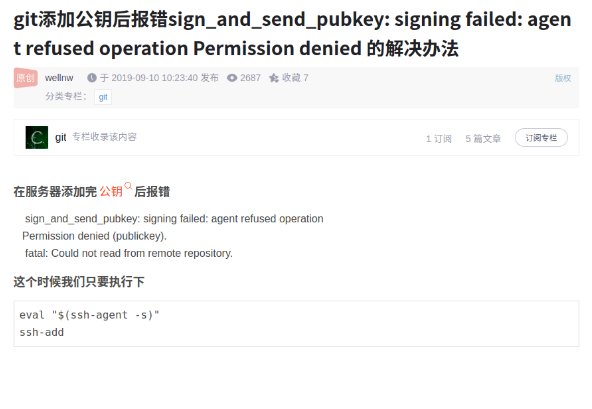 git添加公钥后报错sign_and_send_pubkey: signing failed: agen
t refused operation Permission denied 的解决办法
原创 wellnw 于 2019-09-10 10:23:40 发布 2687 收藏 7 版权
分类专栏： git
git 专栏收录该内容 1 订阅 5 篇文章 订阅专栏
在服务器添加完 公钥 后报错
sign_and_send_pubkey: signing failed: agent refused operation
Permission denied (publickey).
fatal: Could not read from remote repository.
这个时候我们只要执行下
eval "$(ssh-agent -s)"
ssh-add